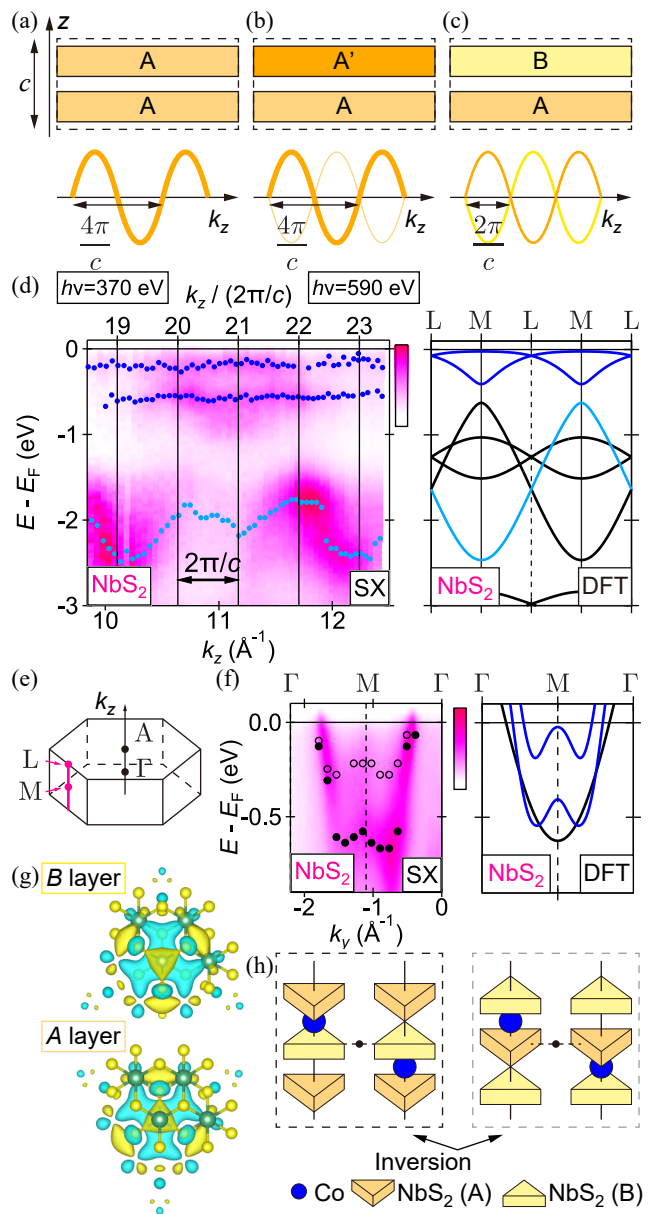 (a) z (b) (c)
A A' B
c
A A A
k_z k_z k_z
4π/c 4π/c 2π/c
(d) hν=370 eV k_z / (2π/c) hν=590 eV
19 20 21 22 23 L M L M L
0
-1
-2
-3
E - E_F (eV)
2π/c
NbS₂ SX NbS₂ DFT
10 11 12
k_z (Å⁻¹)
(e) k_z (f) Γ M Γ Γ M Γ
A
L Γ
M
0.0
-0.5
E - E_F (eV)
NbS₂ SX NbS₂ DFT
-2 -1 0
k_y (Å⁻¹)
(g) B layer
(h)
A layer
Inversion
Co NbS₂ (A) NbS₂ (B)